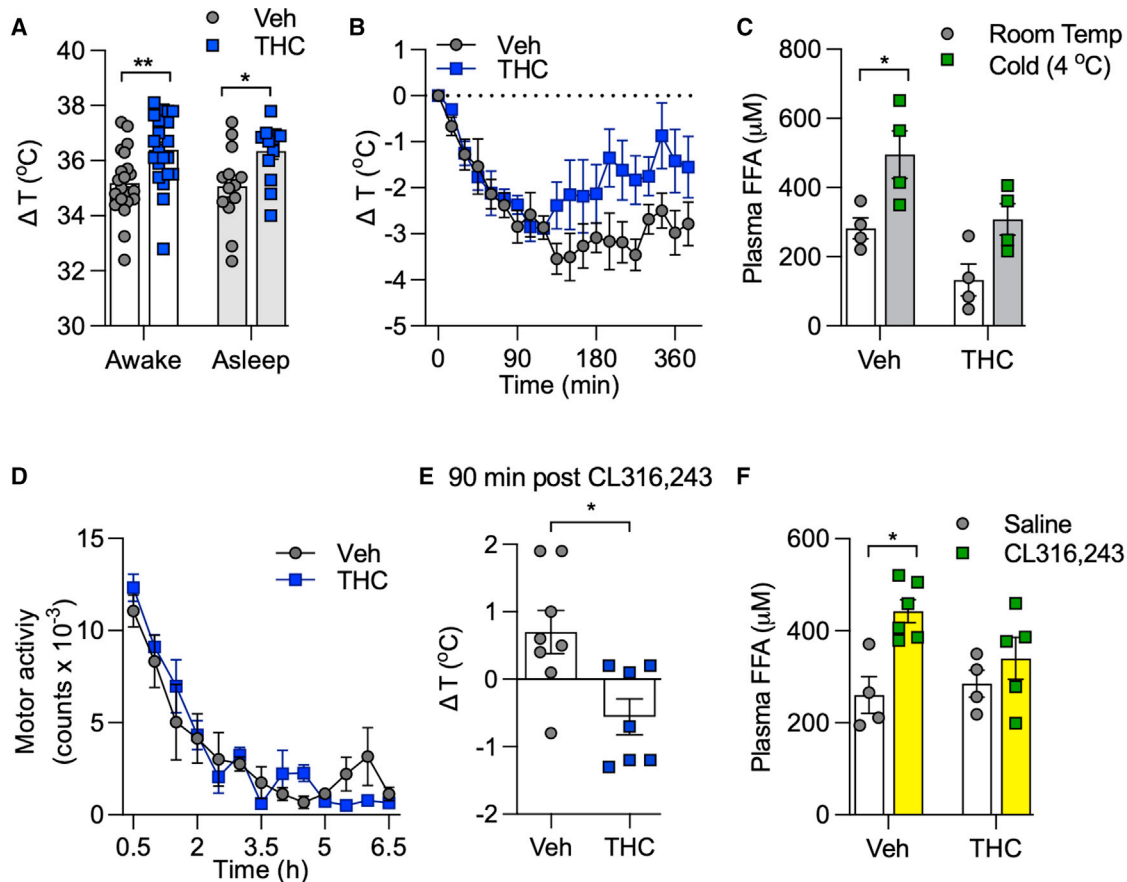 A
Veh
THC
Δ T (°C)
40
38
36
34
32
30
**
*
Awake
Asleep
B
Veh
THC
Δ T (°C)
1
0
-1
-2
-3
-4
-5
0
90
180
360
Time (min)
C
Room Temp
Cold (4 °C)
Plasma FFA (μM)
800
600
400
200
0
*
Veh
THC
D
Veh
THC
Motor activiy
(counts x 10⁻³)
15
10
5
0
0.5
2
3.5
5
6.5
Time (h)
E
90 min post CL316,243
*
Δ T (°C)
2
1
0
-1
-2
Veh
THC
F
Saline
CL316,243
Plasma FFA (μM)
600
400
200
0
*
Veh
THC